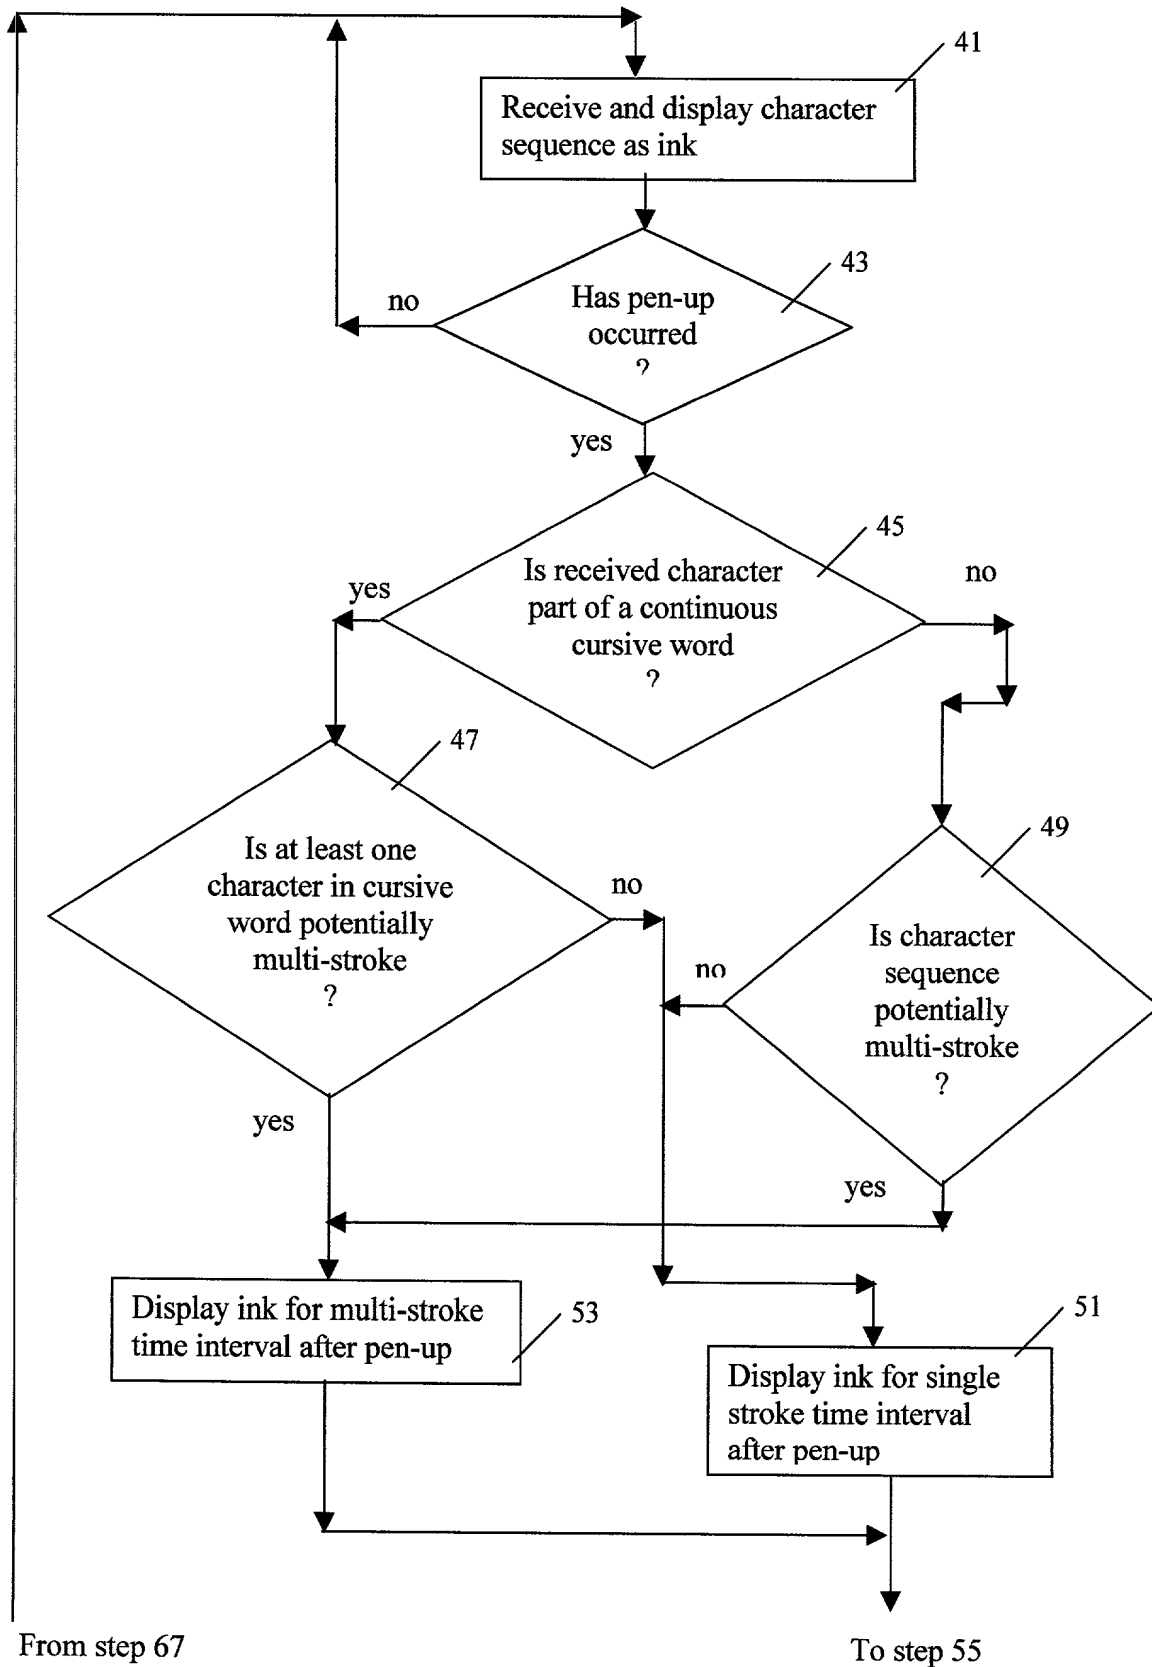 41
Receive and display character
sequence as ink
43
no
Has pen-up
occurred
?
yes
45
Is received character
part of a continuous
cursive word
?
yes
no
47
Is at least one
character in cursive
word potentially
multi-stroke
?
no
49
Is character
sequence
potentially
multi-stroke
?
no
yes
yes
Display ink for multi-stroke
time interval after pen-up
53
51
Display ink for single
stroke time interval
after pen-up
From step 67
To step 55